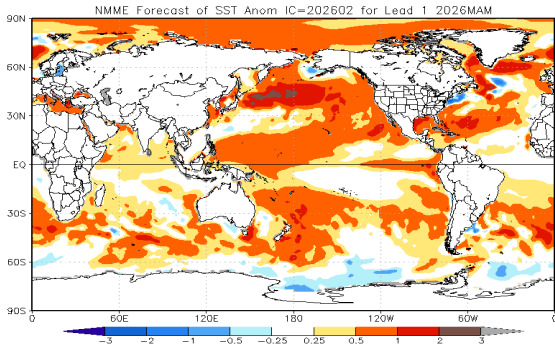 NMME Forecast of SST Anom IC=202602 for Lead 1 2026MAM
90N
60N
30N
EQ
30S
60S
90S
0 60E 120E 180 120W 60W 0
-3 -2 -1 -0.5 -0.25 0.25 0.5 1 2 3